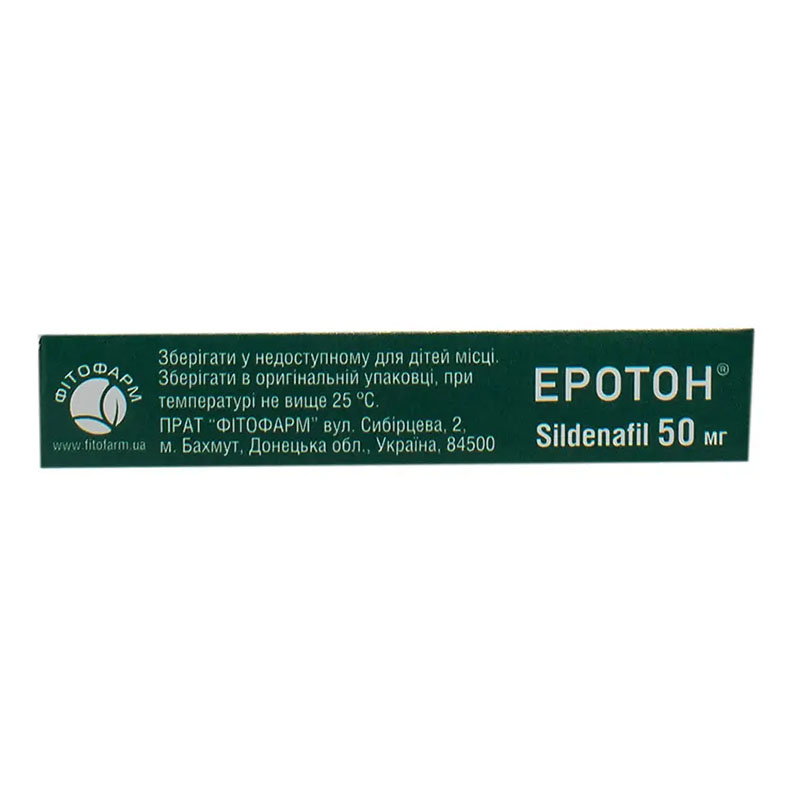 ФІТОФАРМ
www.fitofarm.ua
Зберігати у недоступному для дітей місці.
Зберігати в оригінальній упаковці, при
температурі не вище 25 °С.
ПРАТ "ФІТОФАРМ" вул. Сибірцева, 2,
м. Бахмут, Донецька обл., Україна, 84500
ЕРОТОН®
Sildenafil 50 мг